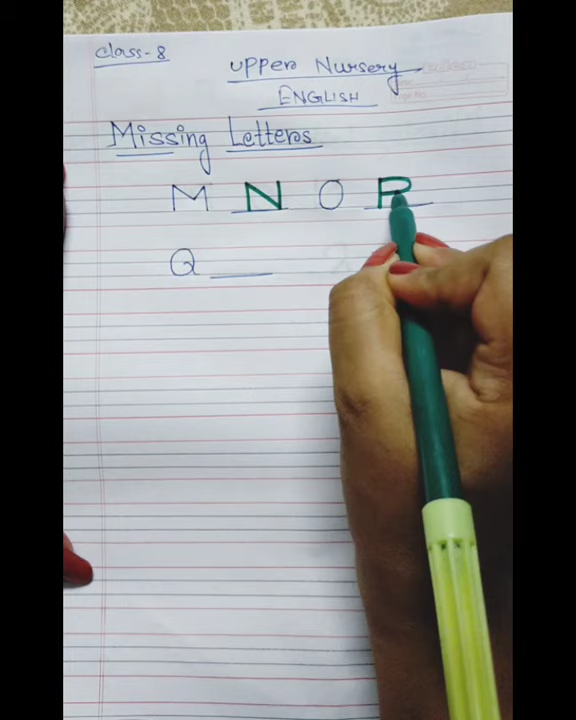 Class-8
Upper Nursery
ENGLISH
Missing Letters
M N O P
Q